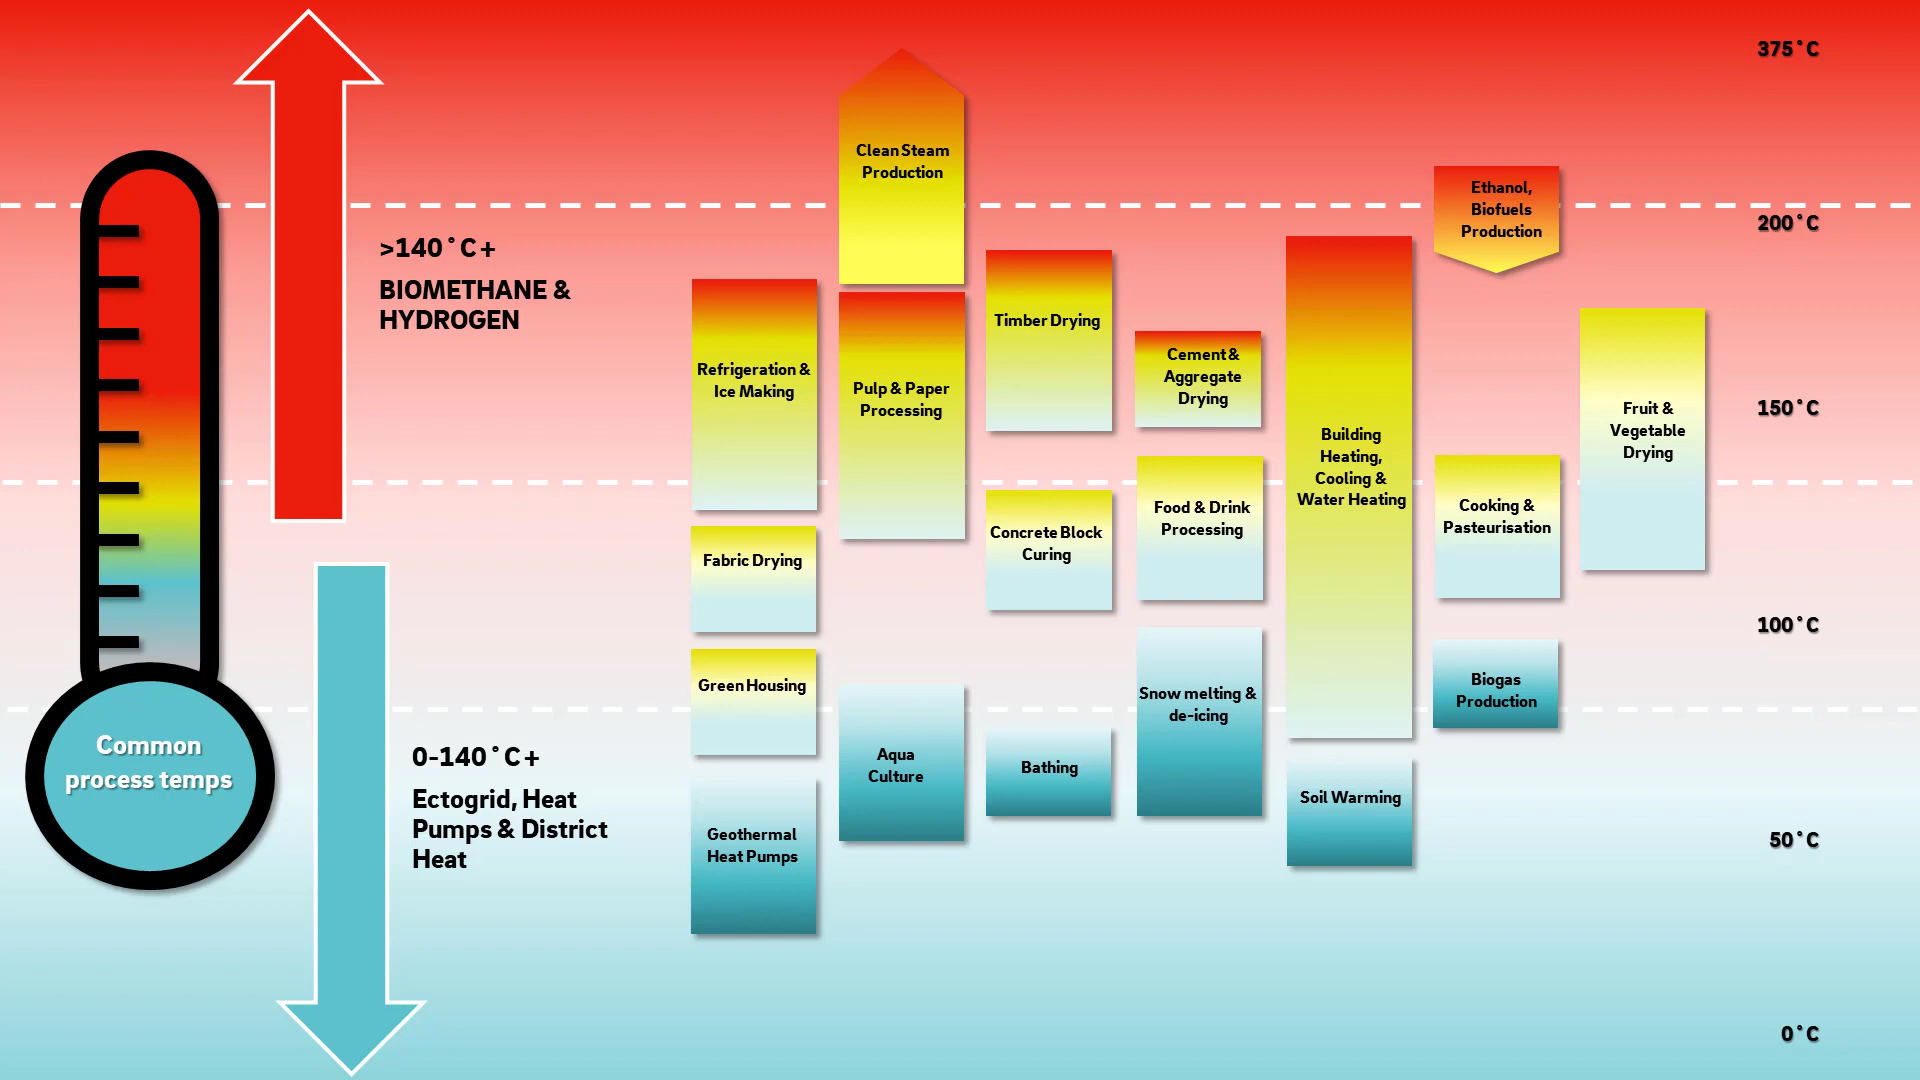 Common
process temps
>140°C+
BIOMETHANE &
HYDROGEN
0-140°C+
Ectogrid, Heat
Pumps & District
Heat
Refrigeration &
Ice Making
Fabric Drying
Green Housing
Geothermal
Heat Pumps
Clean Steam
Production
Pulp & Paper
Processing
Aqua
Culture
Timber Drying
Concrete Block
Curing
Bathing
Cement &
Aggregate
Drying
Food & Drink
Processing
Snow melting &
de-icing
Building
Heating,
Cooling &
Water Heating
Soil Warming
Ethanol,
Biofuels
Production
Cooking &
Pasteurisation
Biogas
Production
Fruit &
Vegetable
Drying
375°C
200°C
150°C
100°C
50°C
0°C